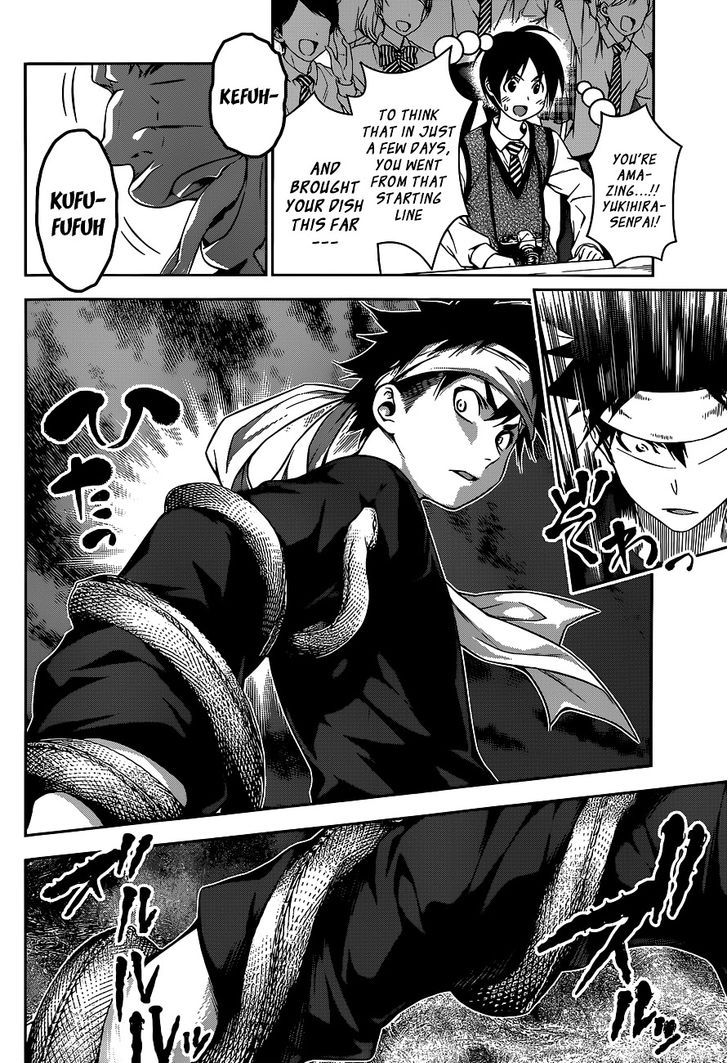 YOU'RE
AMA-
ZING...!!
YUKIHIRA-
SENPAI!
TO THINK
THAT IN JUST
A FEW DAYS,
YOU WENT
FROM THAT
STARTING
LINE
AND
BROUGHT
YOUR DISH
THIS FAR
---
KEFUH-
KUFU-
FUFUH
ぞわっ
ひたっ
ズルルッ
ズルルッ